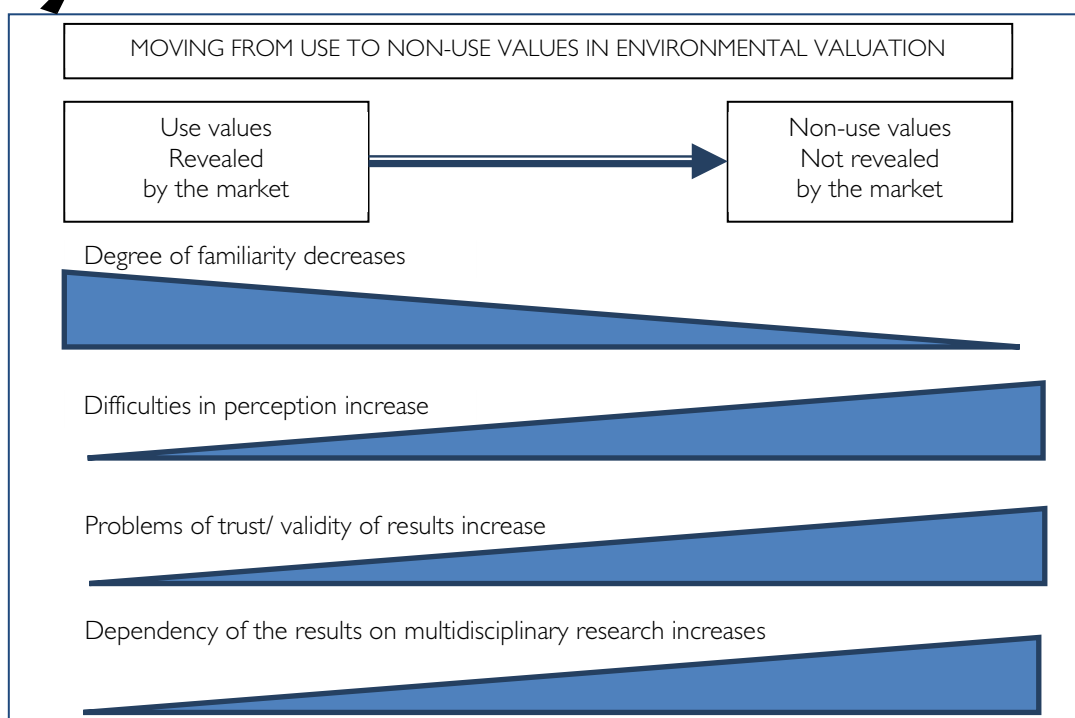 MOVING FROM USE TO NON-USE VALUES IN ENVIRONMENTAL VALUATION
Use values
Revealed
by the market
Non-use values
Not revealed
by the market
Degree of familiarity decreases
Difficulties in perception increase
Problems of trust/ validity of results increase
Dependency of the results on multidisciplinary research increases